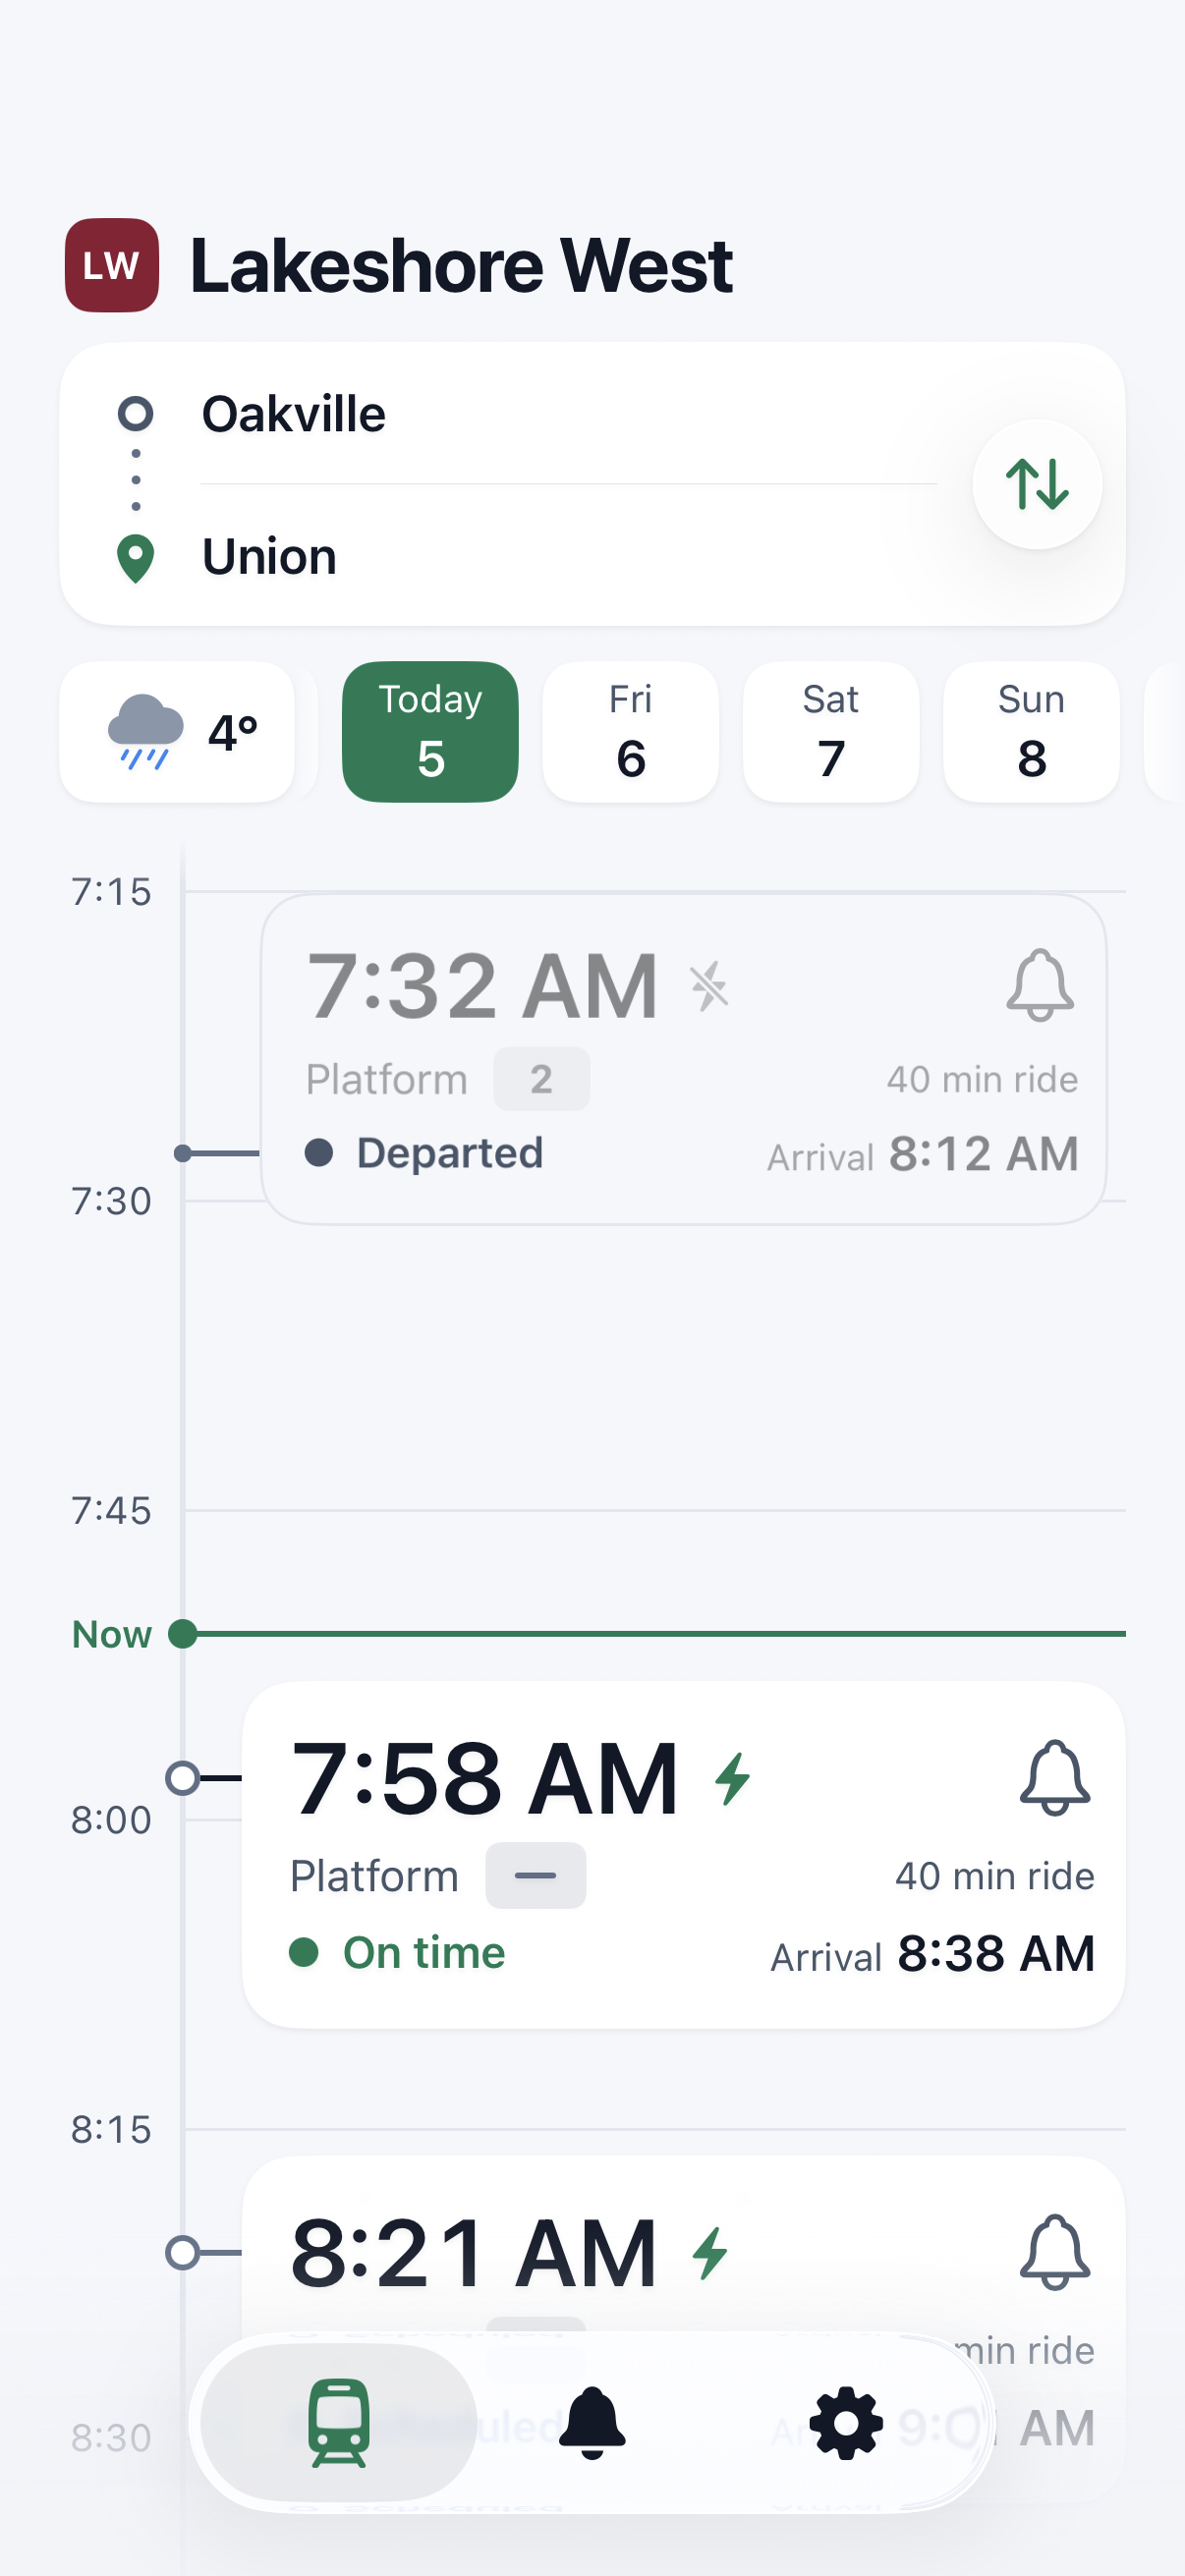 LW Lakeshore West
Oakville
Union
4°
Today
5
Fri
6
Sat
7
Sun
8
7:15
7:32 AM
Platform 2 40 min ride
Departed Arrival 8:12 AM
7:30
7:45
Now
7:58 AM
8:00
Platform — 40 min ride
On time Arrival 8:38 AM
8:15
8:21 AM
min ride
8:30 AM